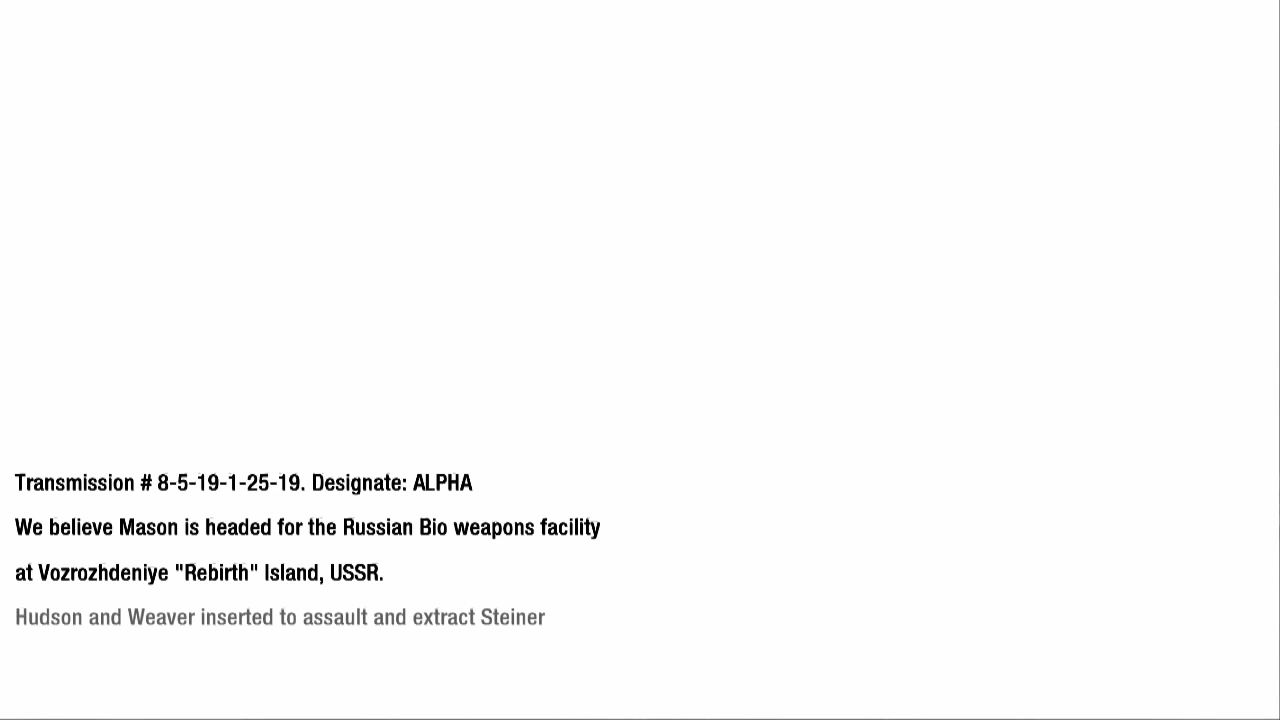 Transmission # 8-5-19-1-25-19. Designate: ALPHA
We believe Mason is headed for the Russian Bio weapons facility
at Vozrozhdeniye "Rebirth" Island, USSR.
Hudson and Weaver inserted to assault and extract Steiner